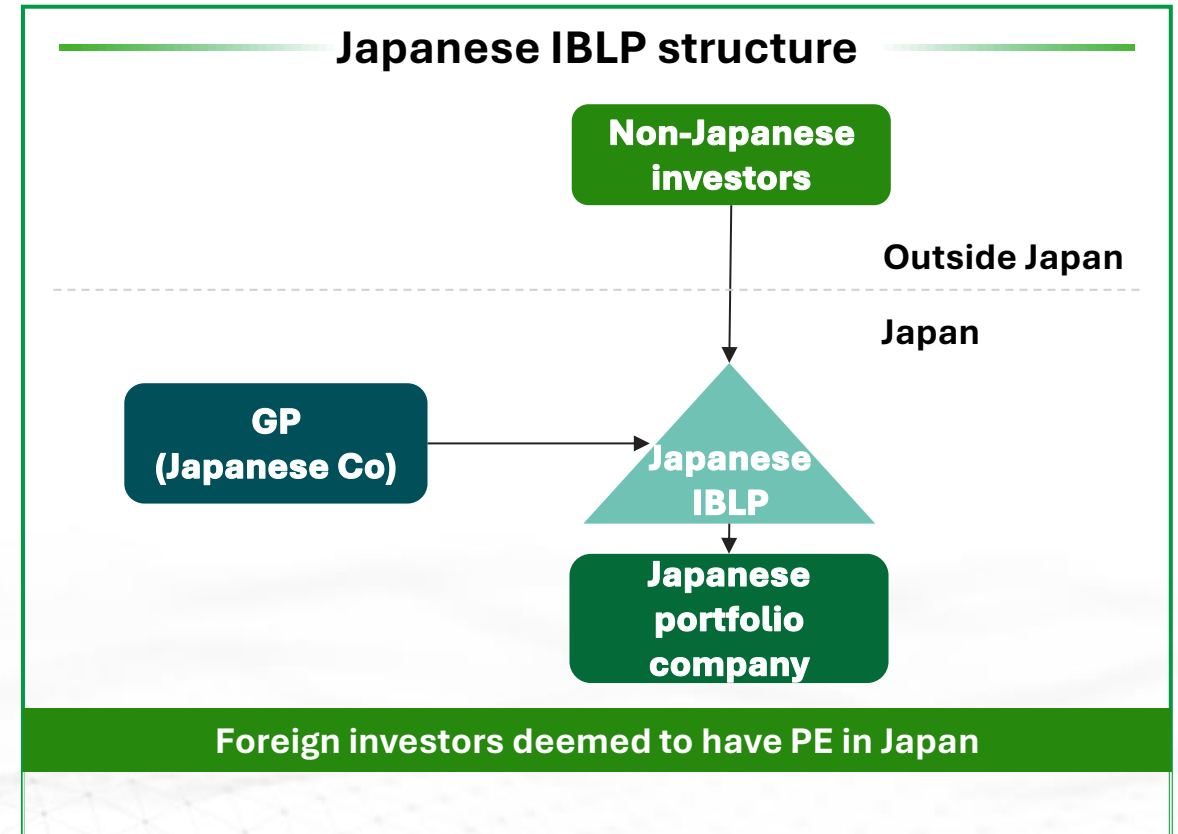 Japanese IBLP structure
Non-Japanese
investors
Outside Japan
Japan
GP
(Japanese Co)
Japanese
IBLP
Japanese
portfolio
company
Foreign investors deemed to have PE in Japan